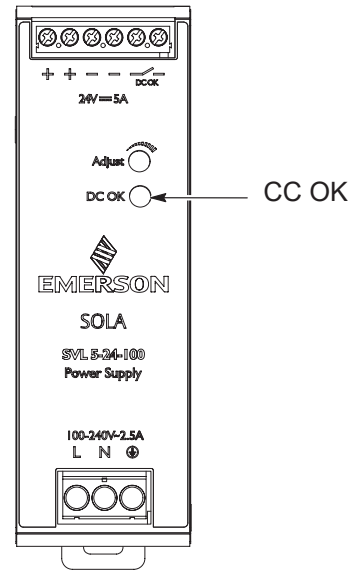 + + − − DC OK
24V⎓5A
Adjust
DC OK
CC OK
EMERSON
SOLA
SVL 5-24-100
Power Supply
100-240V~2.5A
L N